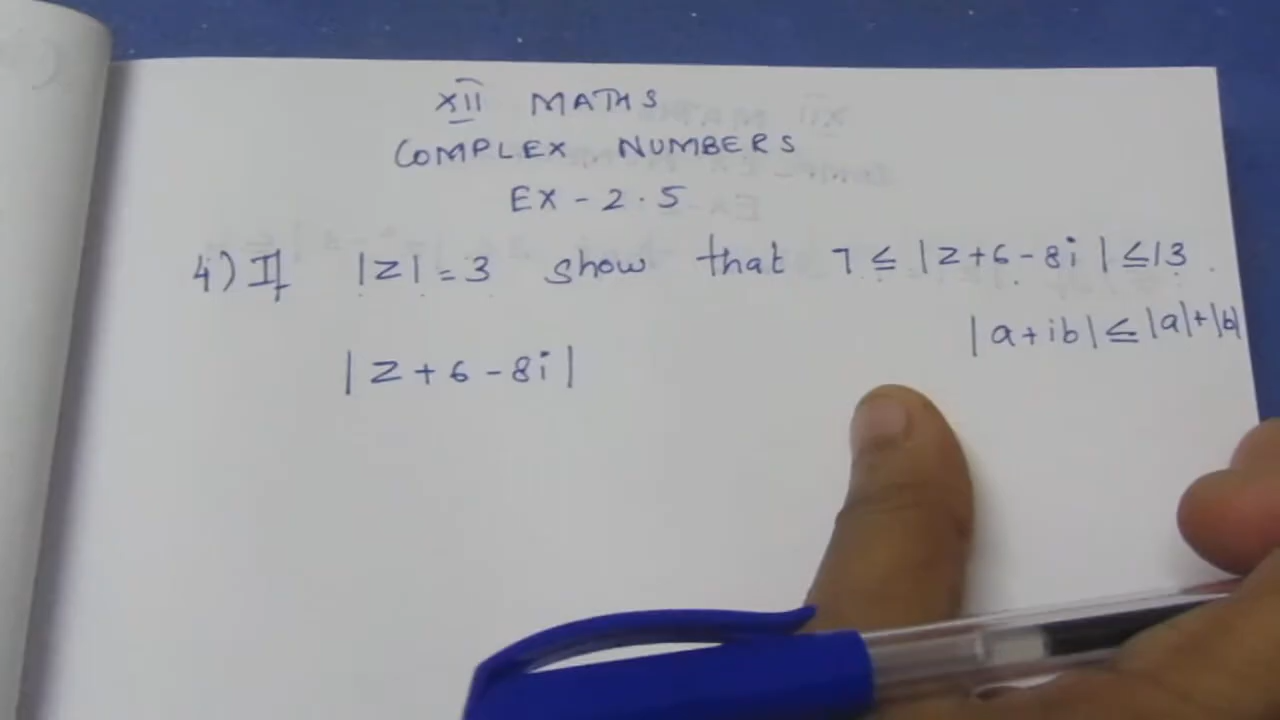 XII MATHS
COMPLEX NUMBERS
EX - 2.5
4) If |z| = 3 show that 7 ≤ |z+6-8i| ≤ 13.
|a+ib| ≤ |a|+|b|
|z+6-8i|